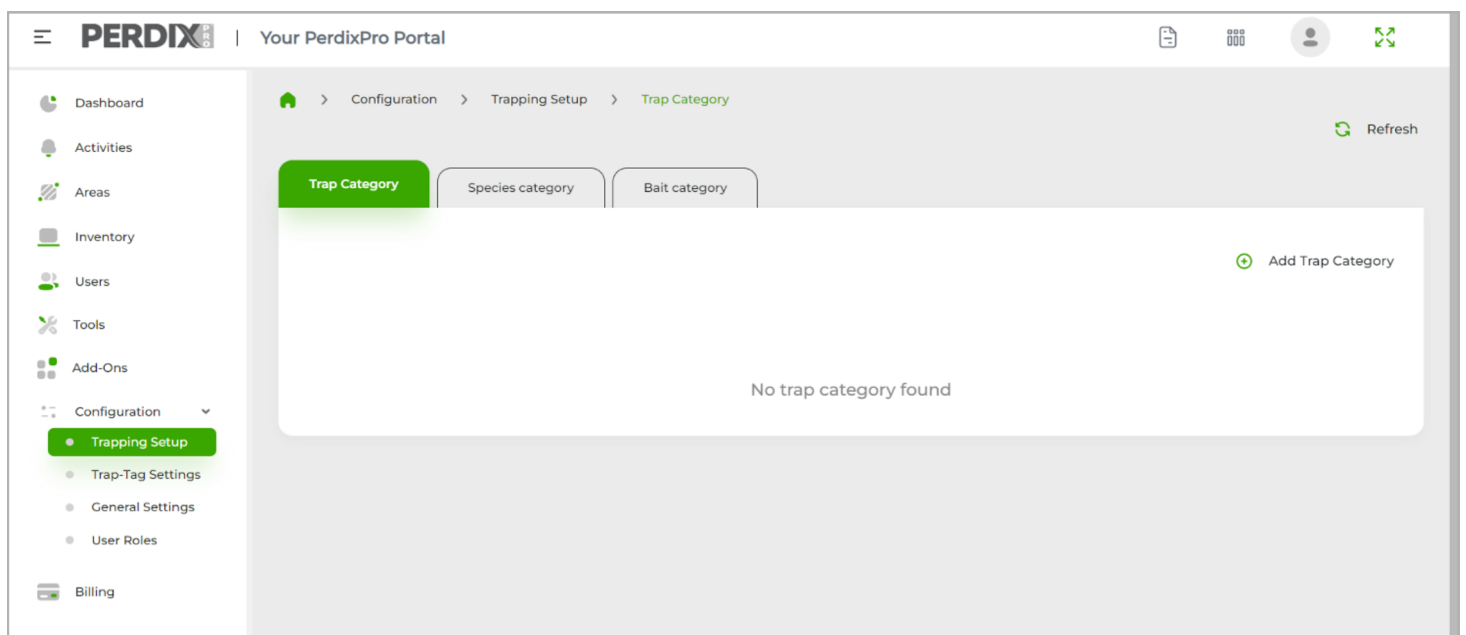 PERDIX PRO | Your PerdixPro Portal
Dashboard
Activities
Areas
Inventory
Users
Tools
Add-Ons
Configuration
Trapping Setup
Trap-Tag Settings
General Settings
User Roles
Billing
> Configuration > Trapping Setup > Trap Category
Refresh
Trap Category
Species category
Bait category
Add Trap Category
No trap category found